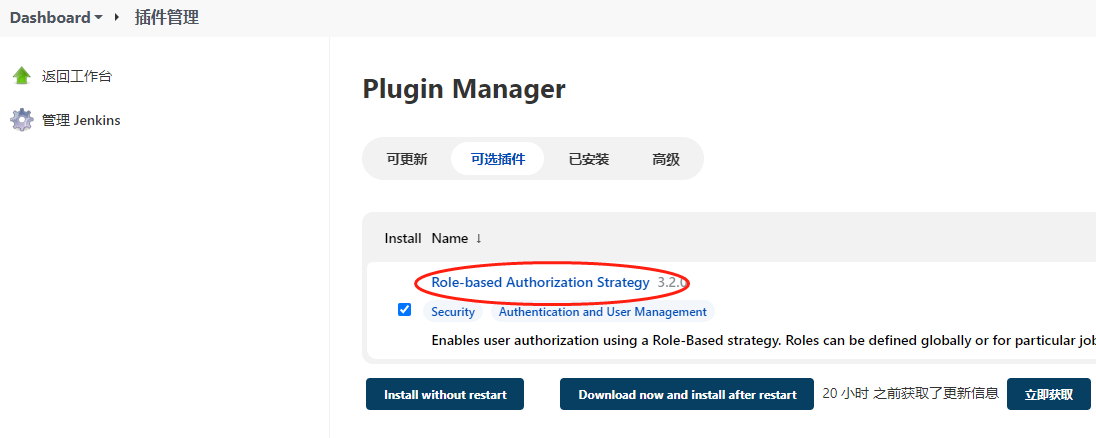 Dashboard 插件管理
返回工作台
管理 Jenkins
Plugin Manager
可更新 可选插件 已安装 高级
Install Name ↓
Role-based Authorization Strategy 3.2.0
Security Authentication and User Management
Enables user authorization using a Role-Based strategy. Roles can be defined globally or for particular job
Install without restart Download now and install after restart 20 小时 之前获取了更新信息 立即获取